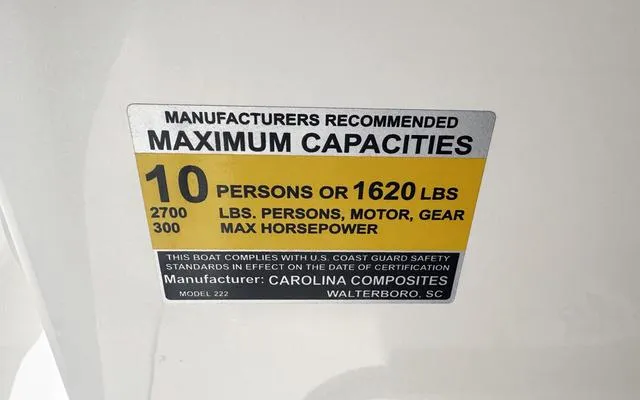 MANUFACTURERS RECOMMENDED
MAXIMUM CAPACITIES
10 PERSONS OR 1620 LBS
2700 LBS. PERSONS, MOTOR, GEAR
300 MAX HORSEPOWER
THIS BOAT COMPLIES WITH U.S. COAST GUARD SAFETY
STANDARDS IN EFFECT ON THE DATE OF CERTIFICATION
Manufacturer: CAROLINA COMPOSITES
MODEL 222 WALTERBORO, SC